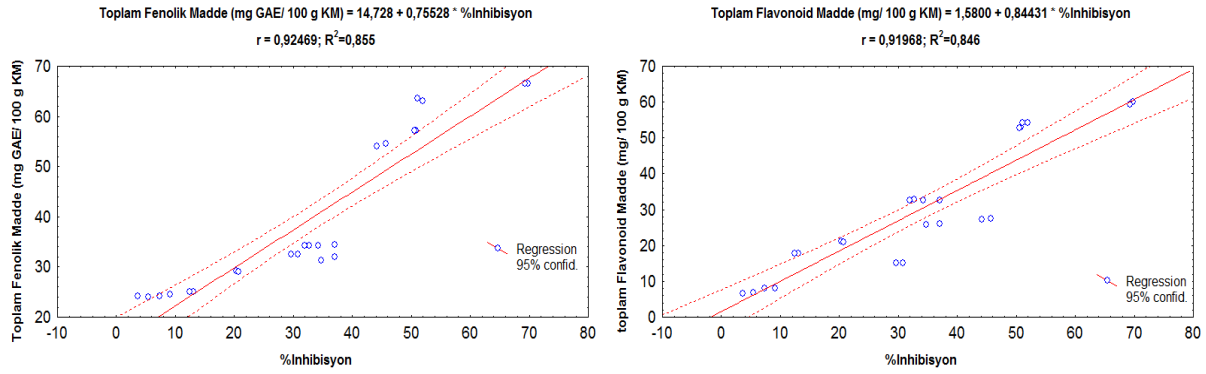 Toplam Fenolik Madde (mg GAE/ 100 g KM) = 14,728 + 0,75528 * %Inhibisyon
r = 0,92469; R2=0,855
Toplam Fenolik Madde (mg GAE/ 100 g KM)
70
60
50
40
30
20
-10 0 10 20 30 40 50 60 70 80
%Inhibisyon
Regression
95% confid.
Toplam Flavonoid Madde (mg/ 100 g KM) = 1,5800 + 0,84431 * %Inhibisyon
r = 0,91968; R2=0,846
toplam Flavonoid Madde (mg/ 100 g KM)
70
60
50
40
30
20
10
0
-10 0 10 20 30 40 50 60 70 80
%Inhibisyon
Regression
95% confid.